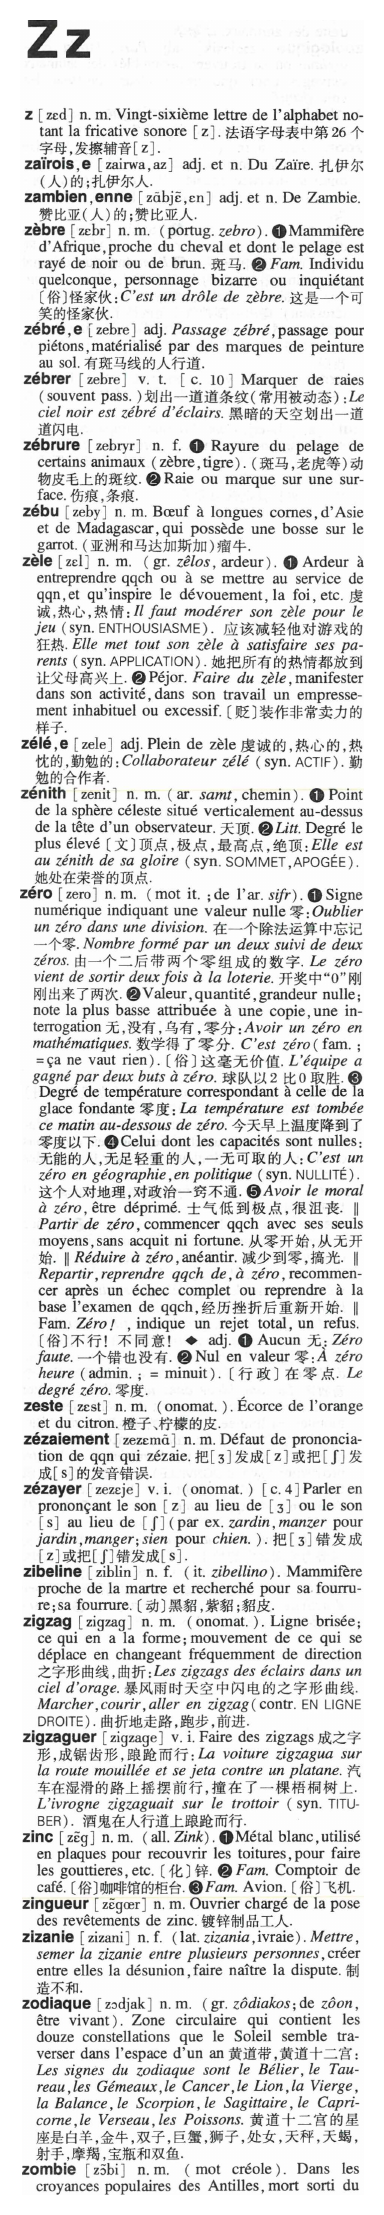 Zz
z [zɛd] n. m. Vingt-sixième lettre de l'alphabet no-
tant la fricative sonore [z]. 法语字母表中第26个
字母,发擦辅音[z].
zaïrois,e [zairwa,az] adj. et n. Du Zaïre. 扎伊尔
(人)的;扎伊尔人.
zambien,enne [zɑ̃bjɛ̃,ɛn] adj. et n. De Zambie.
赞比亚(人)的;赞比亚人.
zèbre [zɛbr] n. m. (portug. zebro). ❶Mammifère
d'Afrique,proche du cheval et dont le pelage est
rayé de noir ou de brun. 斑马. ❷ Fam. Individu
quelconque, personnage bizarre ou inquiétant
〔俗〕怪家伙:C'est un drôle de zèbre. 这是一个可
笑的怪家伙.
zébré,e [zebre] adj. Passage zébré,passage pour
piétons,matérialisé par des marques de peinture
au sol. 有斑马线的人行道.
zébrer [zebre] v. t. [c. 10] Marquer de raies
(souvent pass.)划出一道道条纹(常用被动态):Le
ciel noir est zébré d'éclairs. 黑暗的天空划出一道
道闪电.
zébrure [zebryr] n. f. ❶ Rayure du pelage de
certains animaux (zèbre,tigre). (斑马,老虎等)动
物皮毛上的斑纹. ❷Raie ou marque sur une sur-
face. 伤痕,条痕.
zébu [zeby] n. m. Bœuf à longues cornes,d'Asie
et de Madagascar,qui possède une bosse sur le
garrot. (亚洲和马达加斯加)瘤牛.
zèle [zɛl] n. m. (gr. zêlos, ardeur). ❶ Ardeur à
entreprendre qqch ou à se mettre au service de
qqn,et qu'inspire le dévouement, la foi, etc. 虔
诚,热心,热情:Il faut modérer son zèle pour le
jeu (syn. ENTHOUSIASME). 应该减轻他对游戏的
狂热. Elle met tout son zèle à satisfaire ses pa-
rents (syn. APPLICATION). 她把所有的热情都放到
让父母高兴上. ❷Péjor. Faire du zèle,manifester
dans son activité,dans son travail un empresse-
ment inhabituel ou excessif. 〔贬〕装作非常卖力的
样子.
zélé,e [zele] adj. Plein de zèle 虔诚的,热心的,热
忱的,勤勉的:Collaborateur zélé (syn. ACTIF). 勤
勉的合作者.
zénith [zenit] n. m. (ar. samt, chemin). ❶ Point
de la sphère céleste situé verticalement au-dessus
de la tête d'un observateur. 天顶. ❷Litt. Degré le
plus élevé〔文〕顶点,极点,最高点,绝顶:Elle est
au zénith de sa gloire (syn. SOMMET,APOGÉE).
她处在荣誉的顶点.
zéro [zero] n. m. (mot it. ;de l'ar. sifr). ❶ Signe
numérique indiquant une valeur nulle 零:Oublier
un zéro dans une division. 在一个除法运算中忘记
一个零. Nombre formé par un deux suivi de deux
zéros. 由一个二后带两个零组成的数字. Le zéro
vient de sortir deux fois à la loterie. 开奖中“0”刚
刚出来了两次. ❷Valeur,quantité,grandeur nulle;
note la plus basse attribuée à une copie,une in-
terrogation 无,没有,乌有,零分:Avoir un zéro en
mathématiques. 数学得了零分. C'est zéro (fam. ;
=ça ne vaut rien). 〔俗〕这毫无价值. L'équipe a
gagné par deux buts à zéro. 球队以2比0取胜. ❸
Degré de température correspondant à celle de la
glace fondante 零度: La température est tombée
ce matin au-dessous de zéro. 今天早上温度降到了
零度以下. ❹Celui dont les capacités sont nulles:
无能的人,无足轻重的人,一无可取的人:C'est un
zéro en géographie,en politique (syn. NULLITÉ).
这个人对地理,对政治一窍不通. ❺Avoir le moral
à zéro, être déprimé. 士气低到极点,很沮丧. ‖
Partir de zéro, commencer qqch avec ses seuls
moyens,sans acquit ni fortune. 从零开始,从无开
始. ‖ Réduire à zéro,anéantir. 减少到零,搞光. ‖
Repartir,reprendre qqch de,à zéro,recommen-
cer après un échec complet ou reprendre à la
base l'examen de qqch,经历挫折后重新开始. ‖
Fam. Zéro!, indique un rejet total, un refus.
〔俗〕不行! 不同意! ◆ adj. ❶ Aucun 无: Zéro
faute. 一个错也没有. ❷ Nul en valeur 零:À zéro
heure (admin. ; = minuit). 〔行政〕在零点. Le
degré zéro. 零度.
zeste [zɛst] n. m. (onomat. ). Écorce de l'orange
et du citron. 橙子、柠檬的皮.
zézaiement [zezɛmɑ̃] n. m. Défaut de prononcia-
tion de qqn qui zézaie. 把[ʒ]发成[z]或把[ʃ]发
成[s]的发音错误.
zézayer [zezeje] v. i. (onomat. ) [c. 4]Parler en
prononçant le son [z] au lieu de [ʒ] ou le son
[s] au lieu de [ʃ](par ex. zardin,manzer pour
jardin,manger;sien pour chien. ). 把[ʒ]错发成
[z]或把[ʃ]错发成[s].
zibeline [ziblin] n. f. (it. zibellino). Mammifère
proche de la martre et recherché pour sa fourru-
re;sa fourrure.〔动〕黑貂,紫貂;貂皮.
zigzag [zigzag] n. m. (onomat. ). Ligne brisée;
ce qui en a la forme;mouvement de ce qui se
déplace en changeant fréquemment de direction
之字形曲线,曲折:Les zigzags des éclairs dans un
ciel d'orage. 暴风雨时天空中闪电的之字形曲线.
Marcher,courir,aller en zigzag(contr. EN LIGNE
DROITE). 曲折地走路,跑步,前进.
zigzaguer [zigzage] v. i. Faire des zigzags 成之字
形,成锯齿形,踉跄而行:La voiture zigzagua sur
la route mouillée et se jeta contre un platane. 汽
车在湿滑的路上摇摆前行,撞在了一棵梧桐树上.
L'ivrogne zigzaguait sur le trottoir (syn. TITU-
BER). 酒鬼在人行道上踉跄而行.
zinc [zɛ̃g] n. m. (all. Zink). ❶Métal blanc,utilisé
en plaques pour recouvrir les toitures,pour faire
les gouttieres,etc.〔化〕锌. ❷ Fam. Comptoir de
café.〔俗〕咖啡馆的柜台. ❸Fam. Avion.〔俗〕飞机.
zingueur [zɛ̃gœr] n. m. Ouvrier chargé de la pose
des revêtements de zinc. 镀锌制品工人.
zizanie [zizani] n. f. (lat. zizania,ivraie). Mettre,
semer la zizanie entre plusieurs personnes,créer
entre elles la désunion,faire naître la dispute. 制
造不和.
zodiaque [zɔdjak] n. m. (gr. zôdiakos;de zôon,
être vivant). Zone circulaire qui contient les
douze constellations que le Soleil semble tra-
verser dans l'espace d'un an 黄道带,黄道十二宫:
Les signes du zodiaque sont le Bélier, le Tau-
reau,les Gémeaux,le Cancer,le Lion,la Vierge,
la Balance, le Scorpion, le Sagittaire, le Capri-
corne,le Verseau,les Poissons. 黄道十二宫的星
座是白羊,金牛,双子,巨蟹,狮子,处女,天秤,天蝎,
射手,摩羯,宝瓶和双鱼.
zombie [zɔ̃bi] n. m. (mot créole). Dans les
croyances populaires des Antilles,mort sorti du